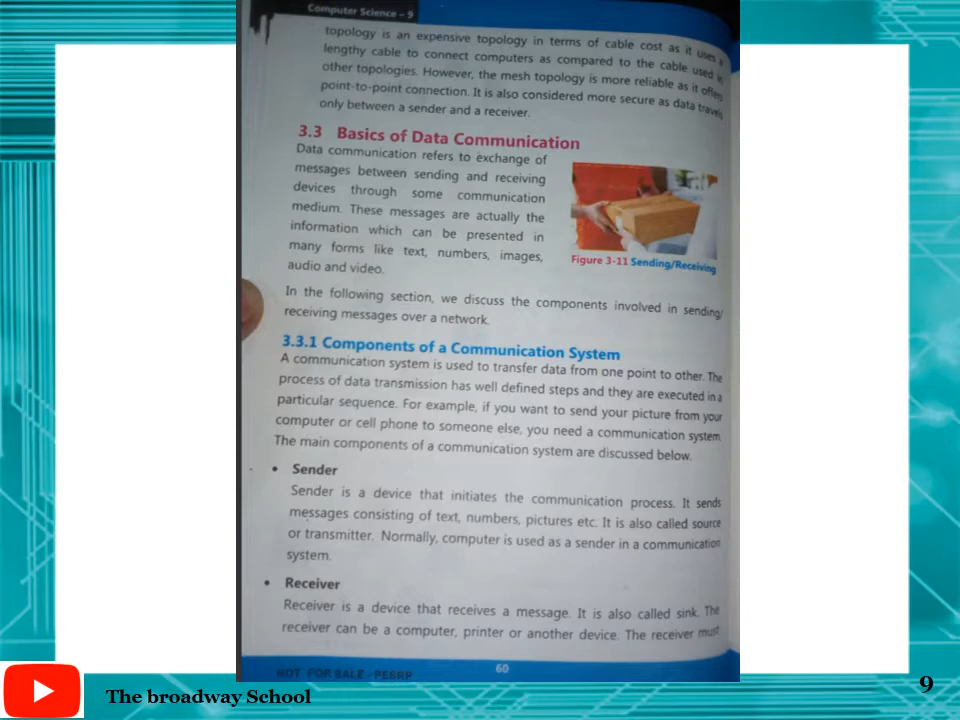 Computer Science – 9
topology is an expensive topology in terms of cable cost as it uses a
lengthy cable to connect computers as compared to the cable used in
other topologies. However, the mesh topology is more reliable as it offers
point-to-point connection. It is also considered more secure as data travels
only between a sender and a receiver.
3.3 Basics of Data Communication
Data communication refers to exchange of
messages between sending and receiving
devices through some communication
medium. These messages are actually the
information which can be presented in
many forms like text, numbers, images,
audio and video.
Figure 3-11 Sending/Receiving
In the following section, we discuss the components involved in sending/
receiving messages over a network.
3.3.1 Components of a Communication System
A communication system is used to transfer data from one point to other. The
process of data transmission has well defined steps and they are executed in a
particular sequence. For example, if you want to send your picture from your
computer or cell phone to someone else, you need a communication system.
The main components of a communication system are discussed below.
• Sender
Sender is a device that initiates the communication process. It sends
messages consisting of text, numbers, pictures etc. It is also called source
or transmitter. Normally, computer is used as a sender in a communication
system.
• Receiver
Receiver is a device that receives a message. It is also called sink. The
receiver can be a computer, printer or another device. The receiver must
NOT FOR SALE - PESRP
60
The broadway School
9